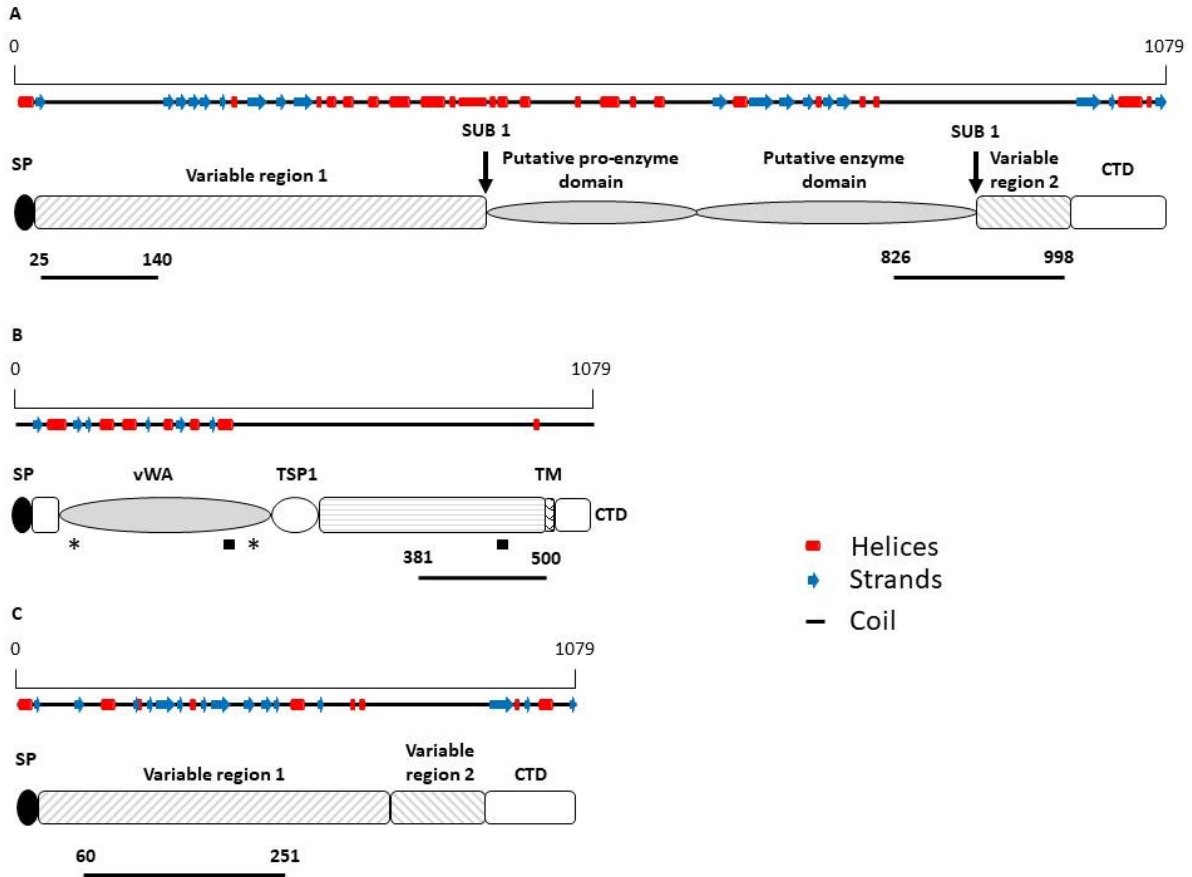 A
0 1079
SUB 1 SUB 1
SP Variable region 1 Putative pro-enzyme domain Putative enzyme domain Variable region 2 CTD
25 140 826 998
B
0 1079
SP vWA TSP1 TM
CTD
* *
381 500
Helices
Strands
Coil
C
0 1079
SP Variable region 1 Variable region 2 CTD
60 251